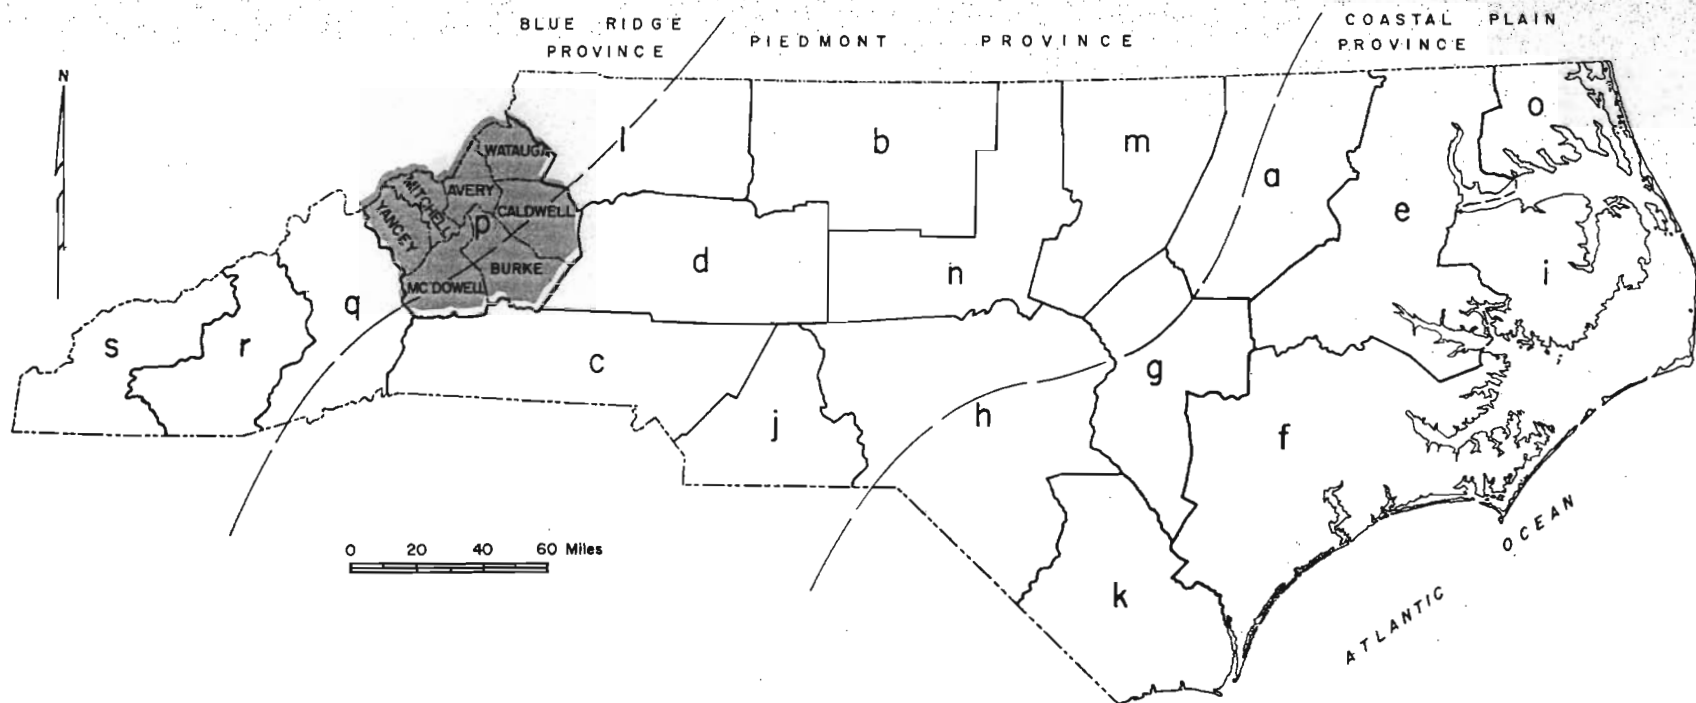 BLUE RIDGE
PROVINCE
PIEDMONT PROVINCE
COASTAL PLAIN
PROVINCE
N
WATAUGA
AVERY
MITCHELL
YANCEY
CALDWELL
p
BURKE
MC DOWELL
l
b
m
a
o
e
i
d
n
q
s
r
c
j
h
g
f
k
0 20 40 60 Miles
ATLANTIC OCEAN